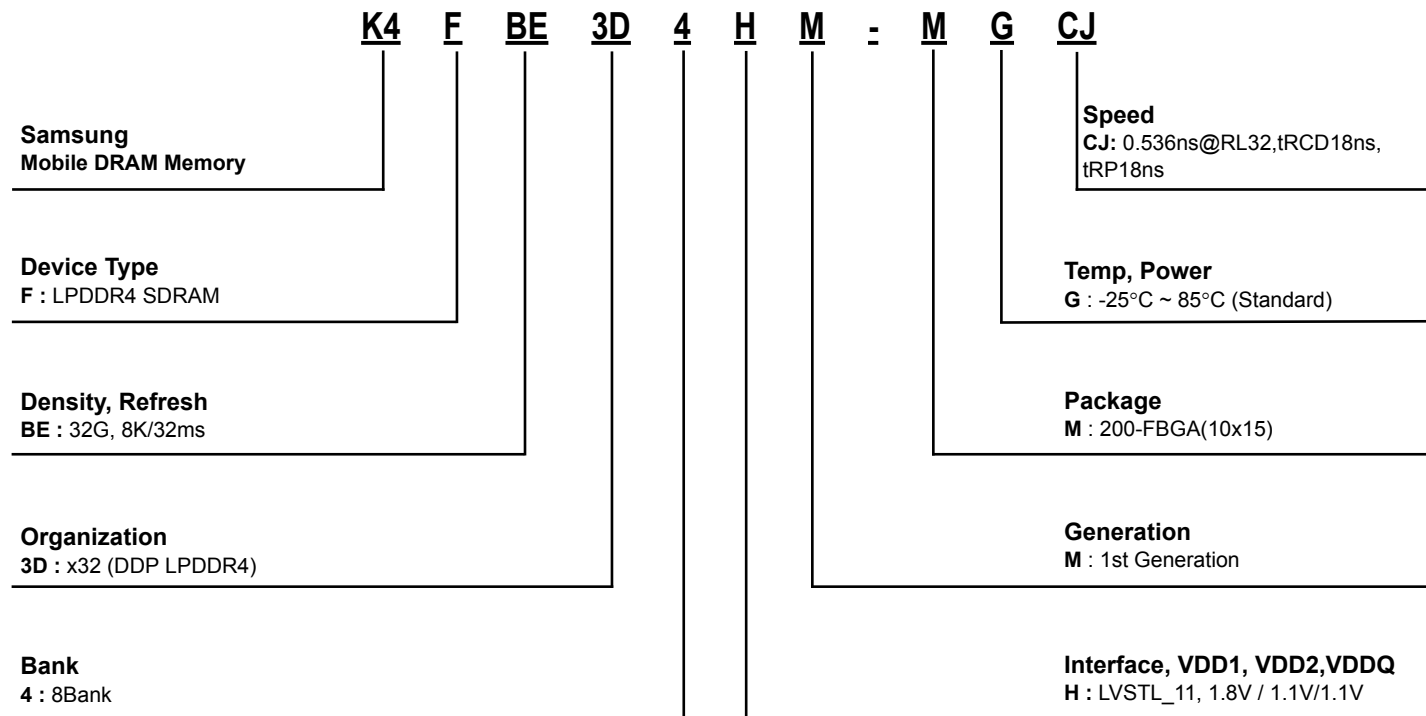 K4 F BE 3D 4 H M - M G CJ
Samsung
Mobile DRAM Memory
Device Type
F : LPDDR4 SDRAM
Density, Refresh
BE : 32G, 8K/32ms
Organization
3D : x32 (DDP LPDDR4)
Bank
4 : 8Bank
Speed
CJ: 0.536ns@RL32,tRCD18ns,
tRP18ns
Temp, Power
G : -25°C ~ 85°C (Standard)
Package
M : 200-FBGA(10x15)
Generation
M : 1st Generation
Interface, VDD1, VDD2,VDDQ
H : LVSTL_11, 1.8V / 1.1V/1.1V